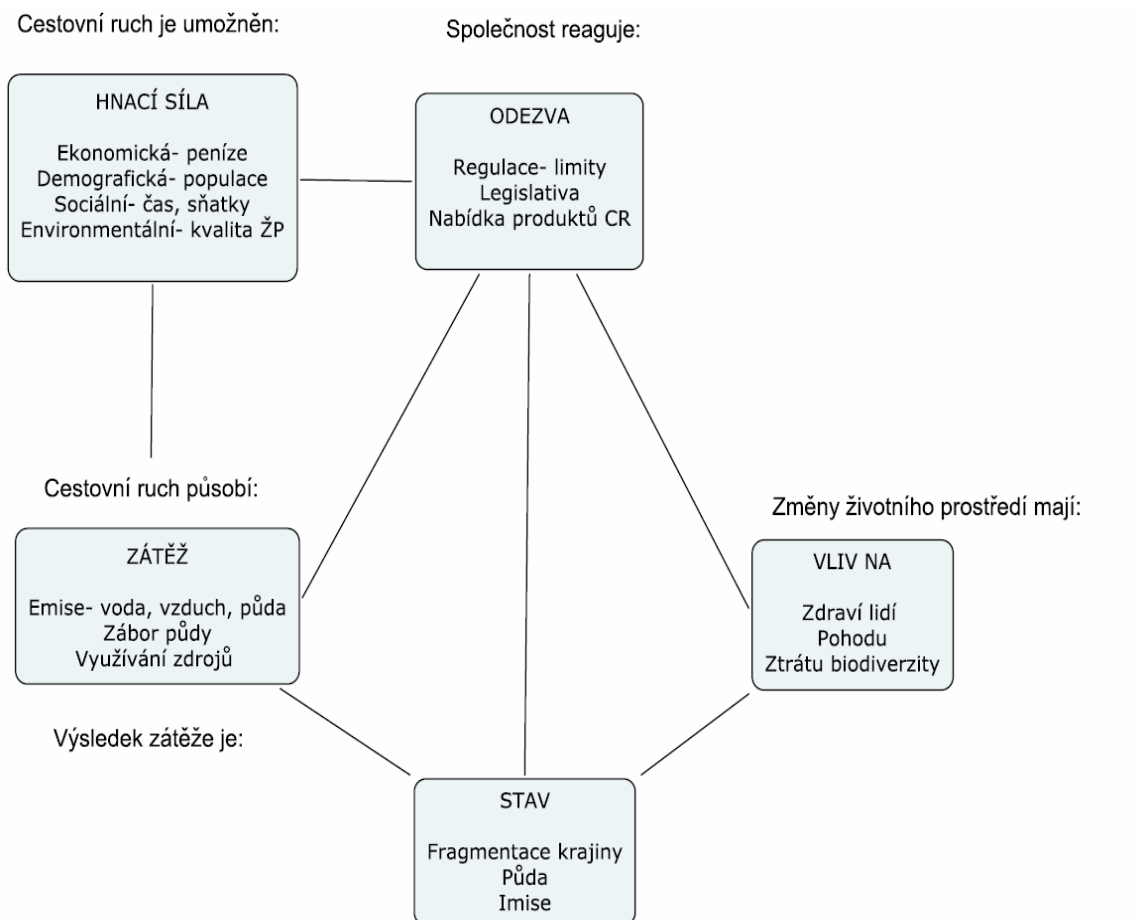 Cestovní ruch je umožněn:
HNACÍ SÍLA
Ekonomická- peníze
Demografická- populace
Sociální- čas, sňatky
Environmentální- kvalita ŽP
Společnost reaguje:
ODEZVA
Regulace- limity
Legislativa
Nabídka produktů CR
Cestovní ruch působí:
ZÁTĚŽ
Emise- voda, vzduch, půda
Zábor půdy
Využívání zdrojů
Změny životního prostředí mají:
VLIV NA
Zdraví lidí
Pohodu
Ztrátu biodiverzity
Výsledek zátěže je:
STAV
Fragmentace krajiny
Půda
Imise